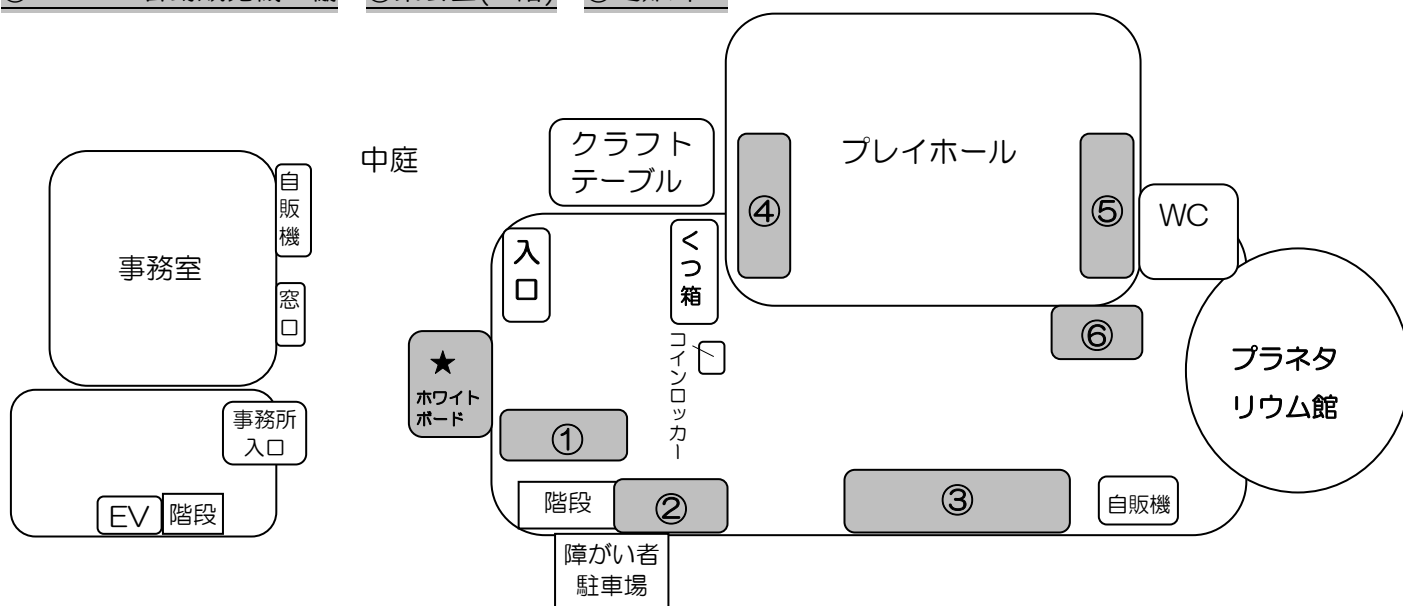 中庭
クラフト
テーブル
プレイホール
④
⑤
WC
自
販
機
事務室
窓
口
入
口
く
つ
箱
コインロッカー
⑥
プラネタ
リウム館
★
ホワイト
ボード
①
事務所
入口
EV
階段
階段
②
③
自販機
障がい者
駐車場